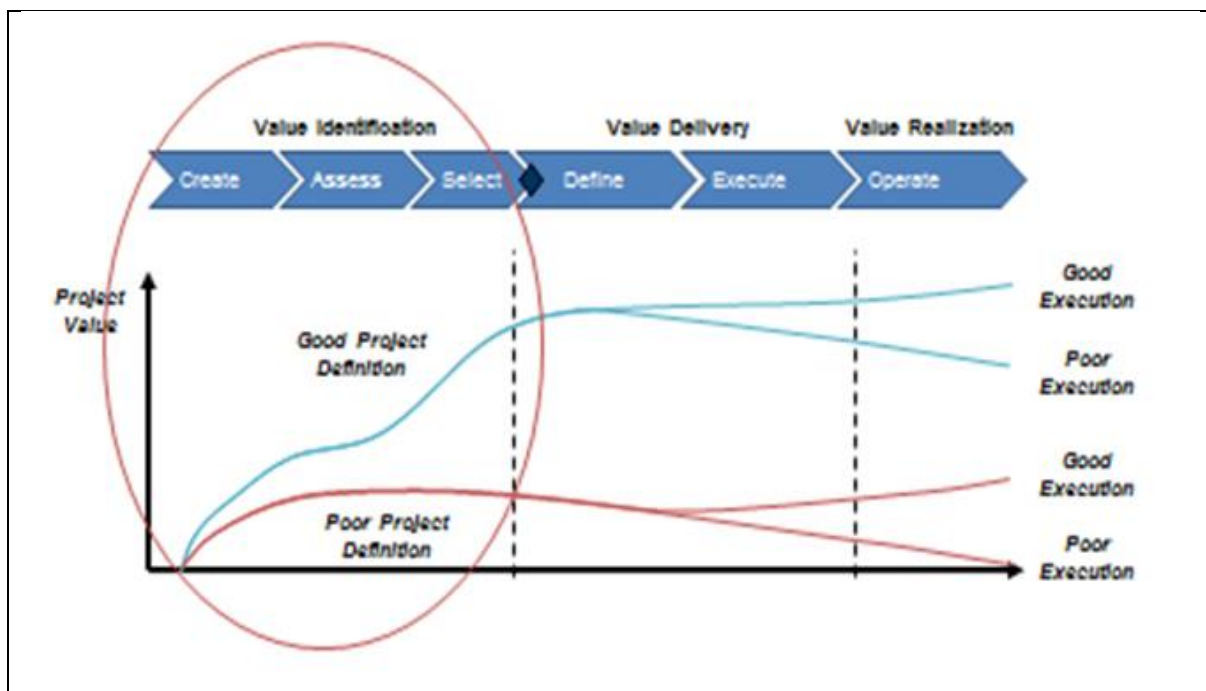 Value Identification Value Delivery Value Realization
Create Assess Select Define Execute Operate
Project
Value
Good Project
Definition
Poor Project
Definition
Good
Execution
Poor
Execution
Good
Execution
Poor
Execution